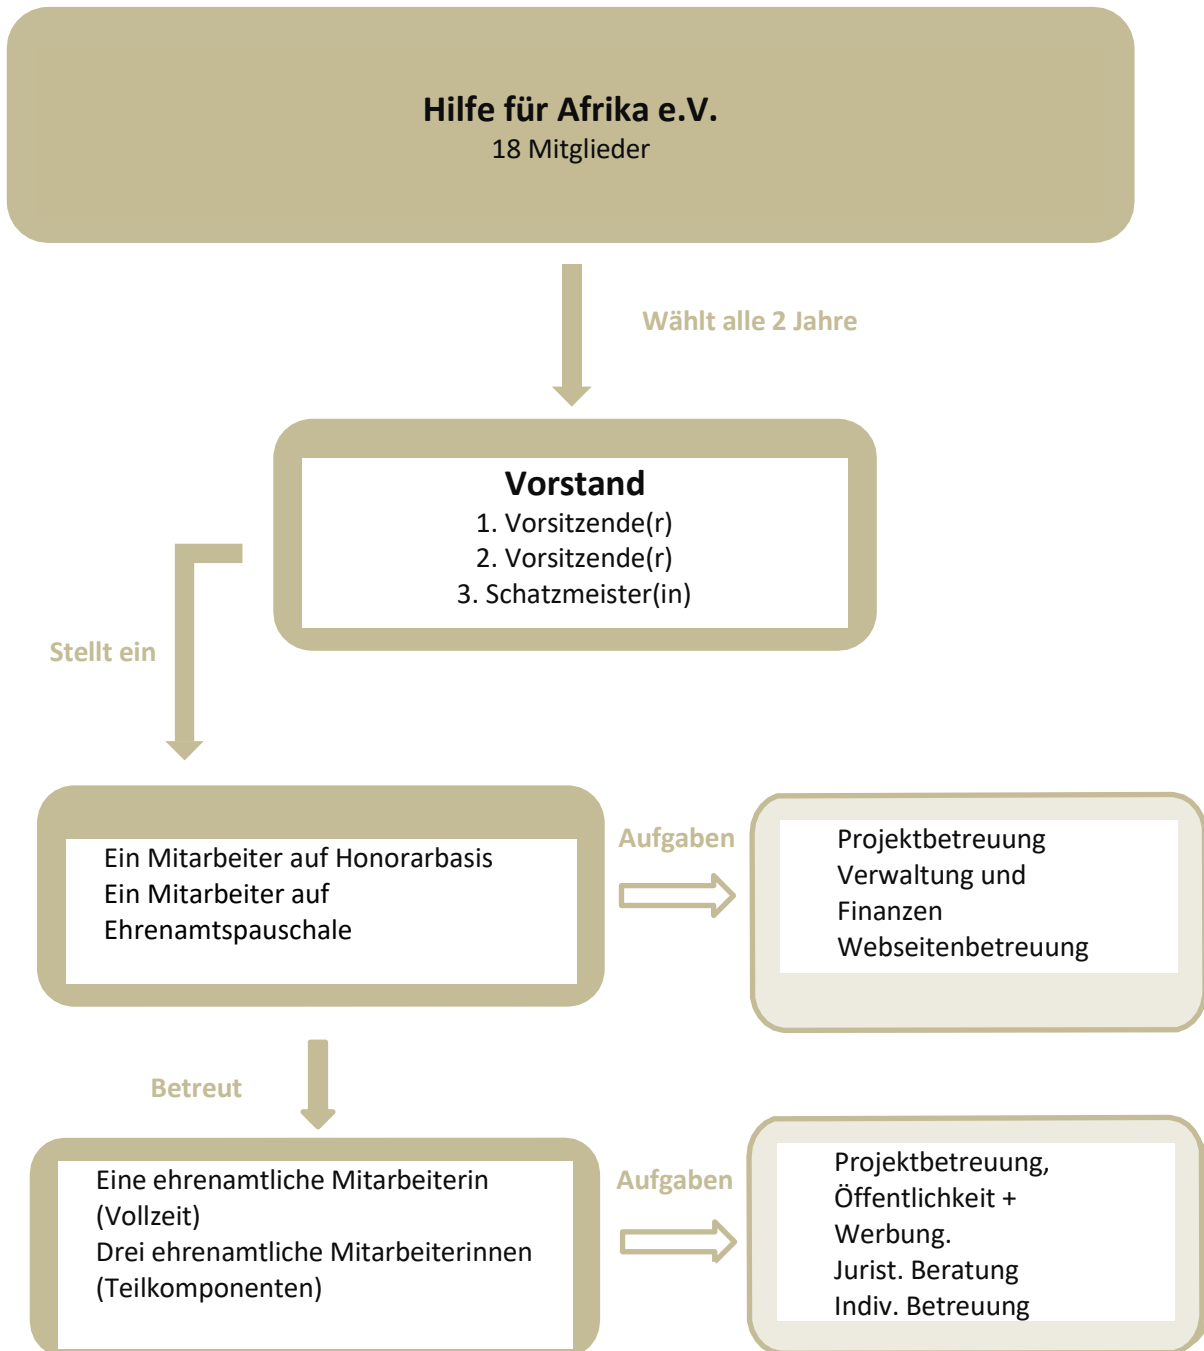 Hilfe für Afrika e.V.
18 Mitglieder
Wählt alle 2 Jahre
Vorstand
1. Vorsitzende(r)
2. Vorsitzende(r)
3. Schatzmeister(in)
Stellt ein
Ein Mitarbeiter auf Honorarbasis
Ein Mitarbeiter auf
Ehrenamtspauschale
Aufgaben
Projektbetreuung
Verwaltung und
Finanzen
Webseitenbetreuung
Betreut
Eine ehrenamtliche Mitarbeiterin
(Vollzeit)
Drei ehrenamtliche Mitarbeiterinnen
(Teilkomponenten)
Aufgaben
Projektbetreuung,
Öffentlichkeit +
Werbung.
Jurist. Beratung
Indiv. Betreuung